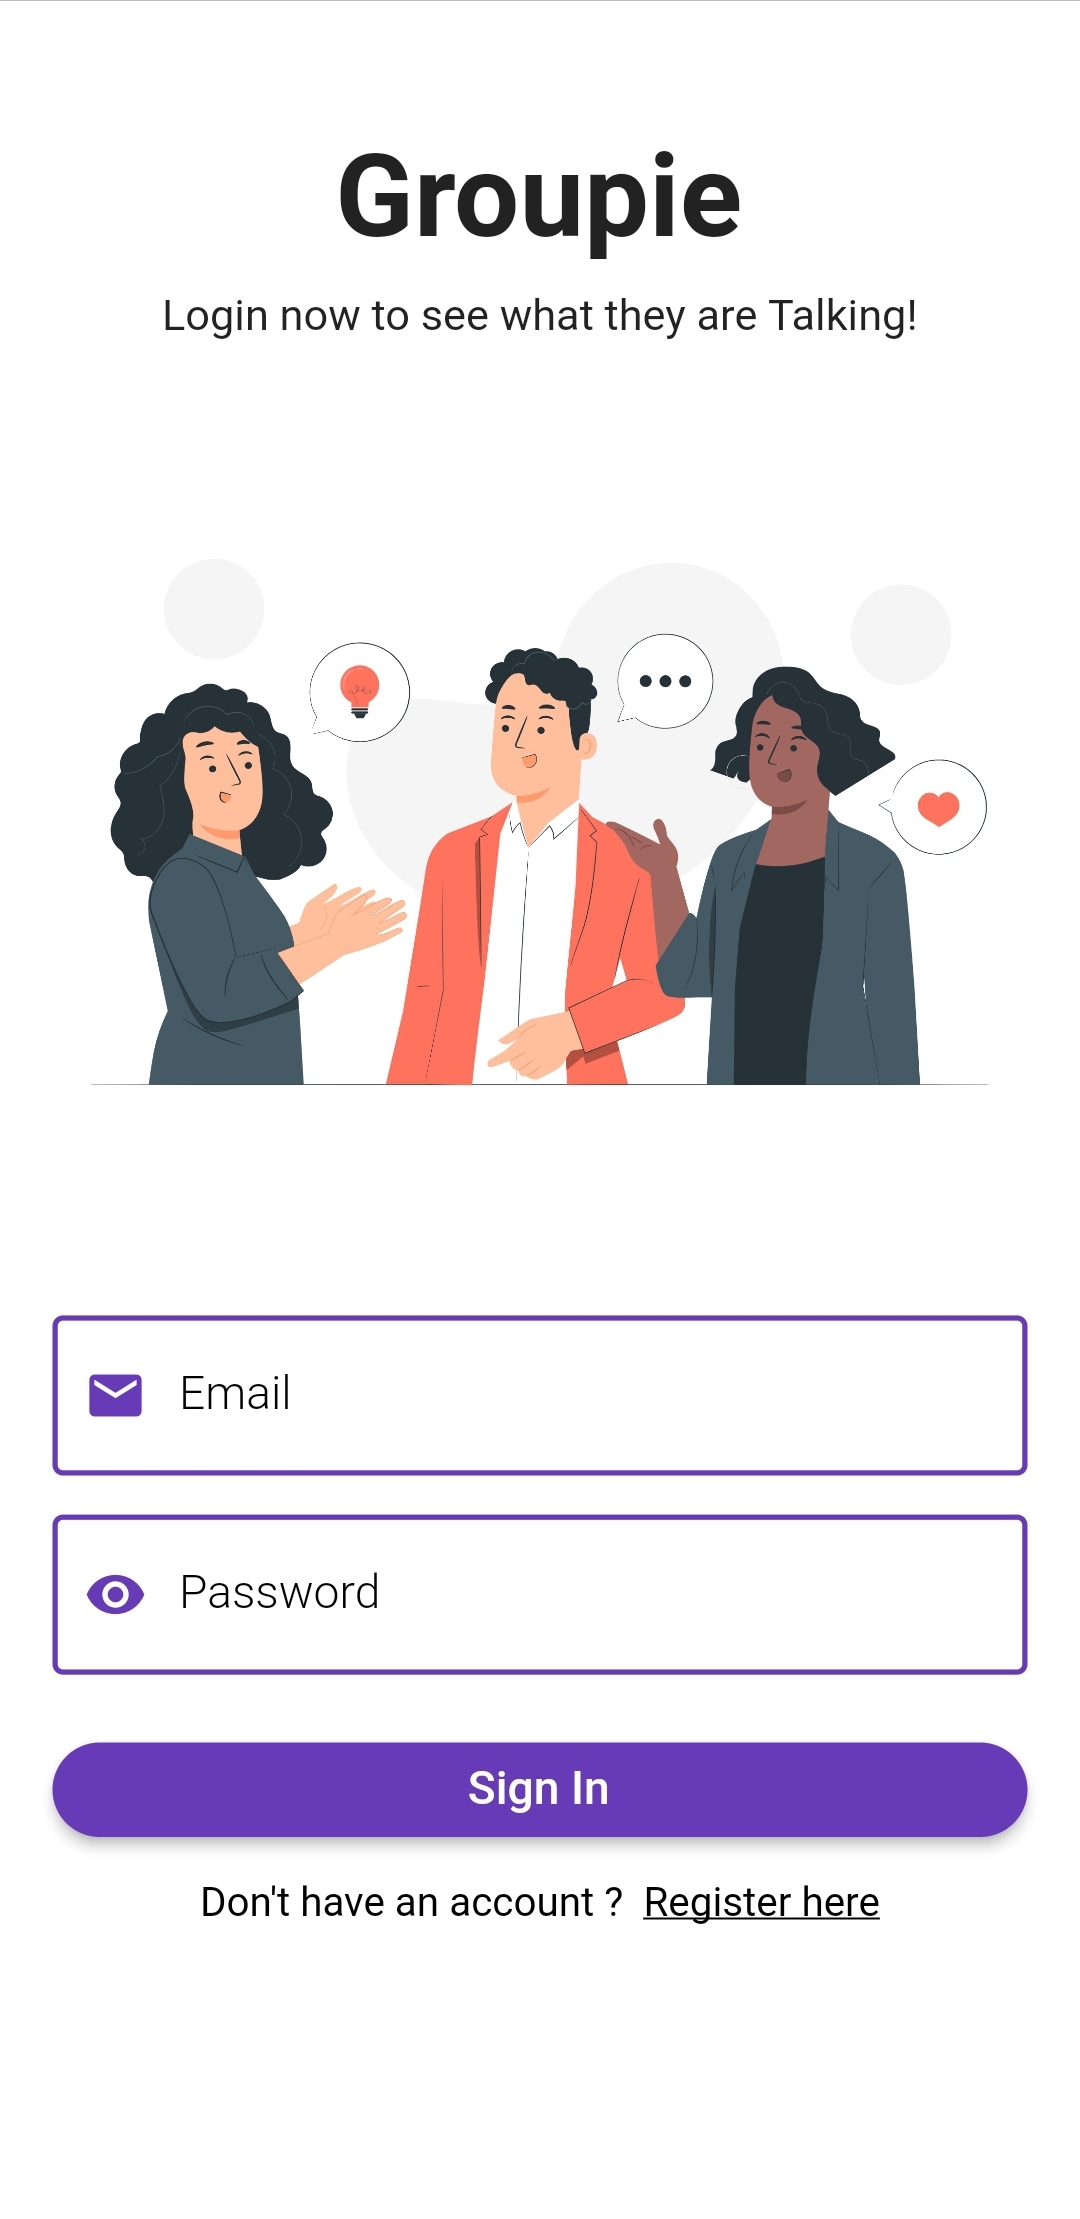 Groupie
Login now to see what they are Talking!
Email
Password
Sign In
Don't have an account ? Register here